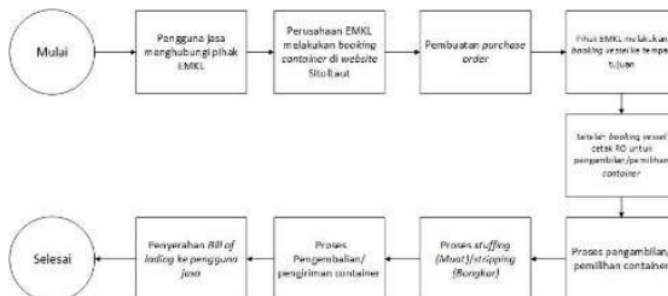 Mulai
Pengguna jasa
menghubungi pihak
EMKL
Perusahaan EMKL
melakukan booking
container di website
SitolLaut
Pembuatan purchase
order
Pihak EMKL melakukan
booking vessel ke tempat
tujuan
Setelah booking vessel
cetak RO untuk
pengambilan/pemilihan
container
Proses pengambilan/
pemilihan container
Proses stuffing
(Muat)/stripping
(Bongkar)
Proses
Pengembalian/
pengiriman container
Penyerahan Bill of
lading ke pengguna
jasa
Selesai